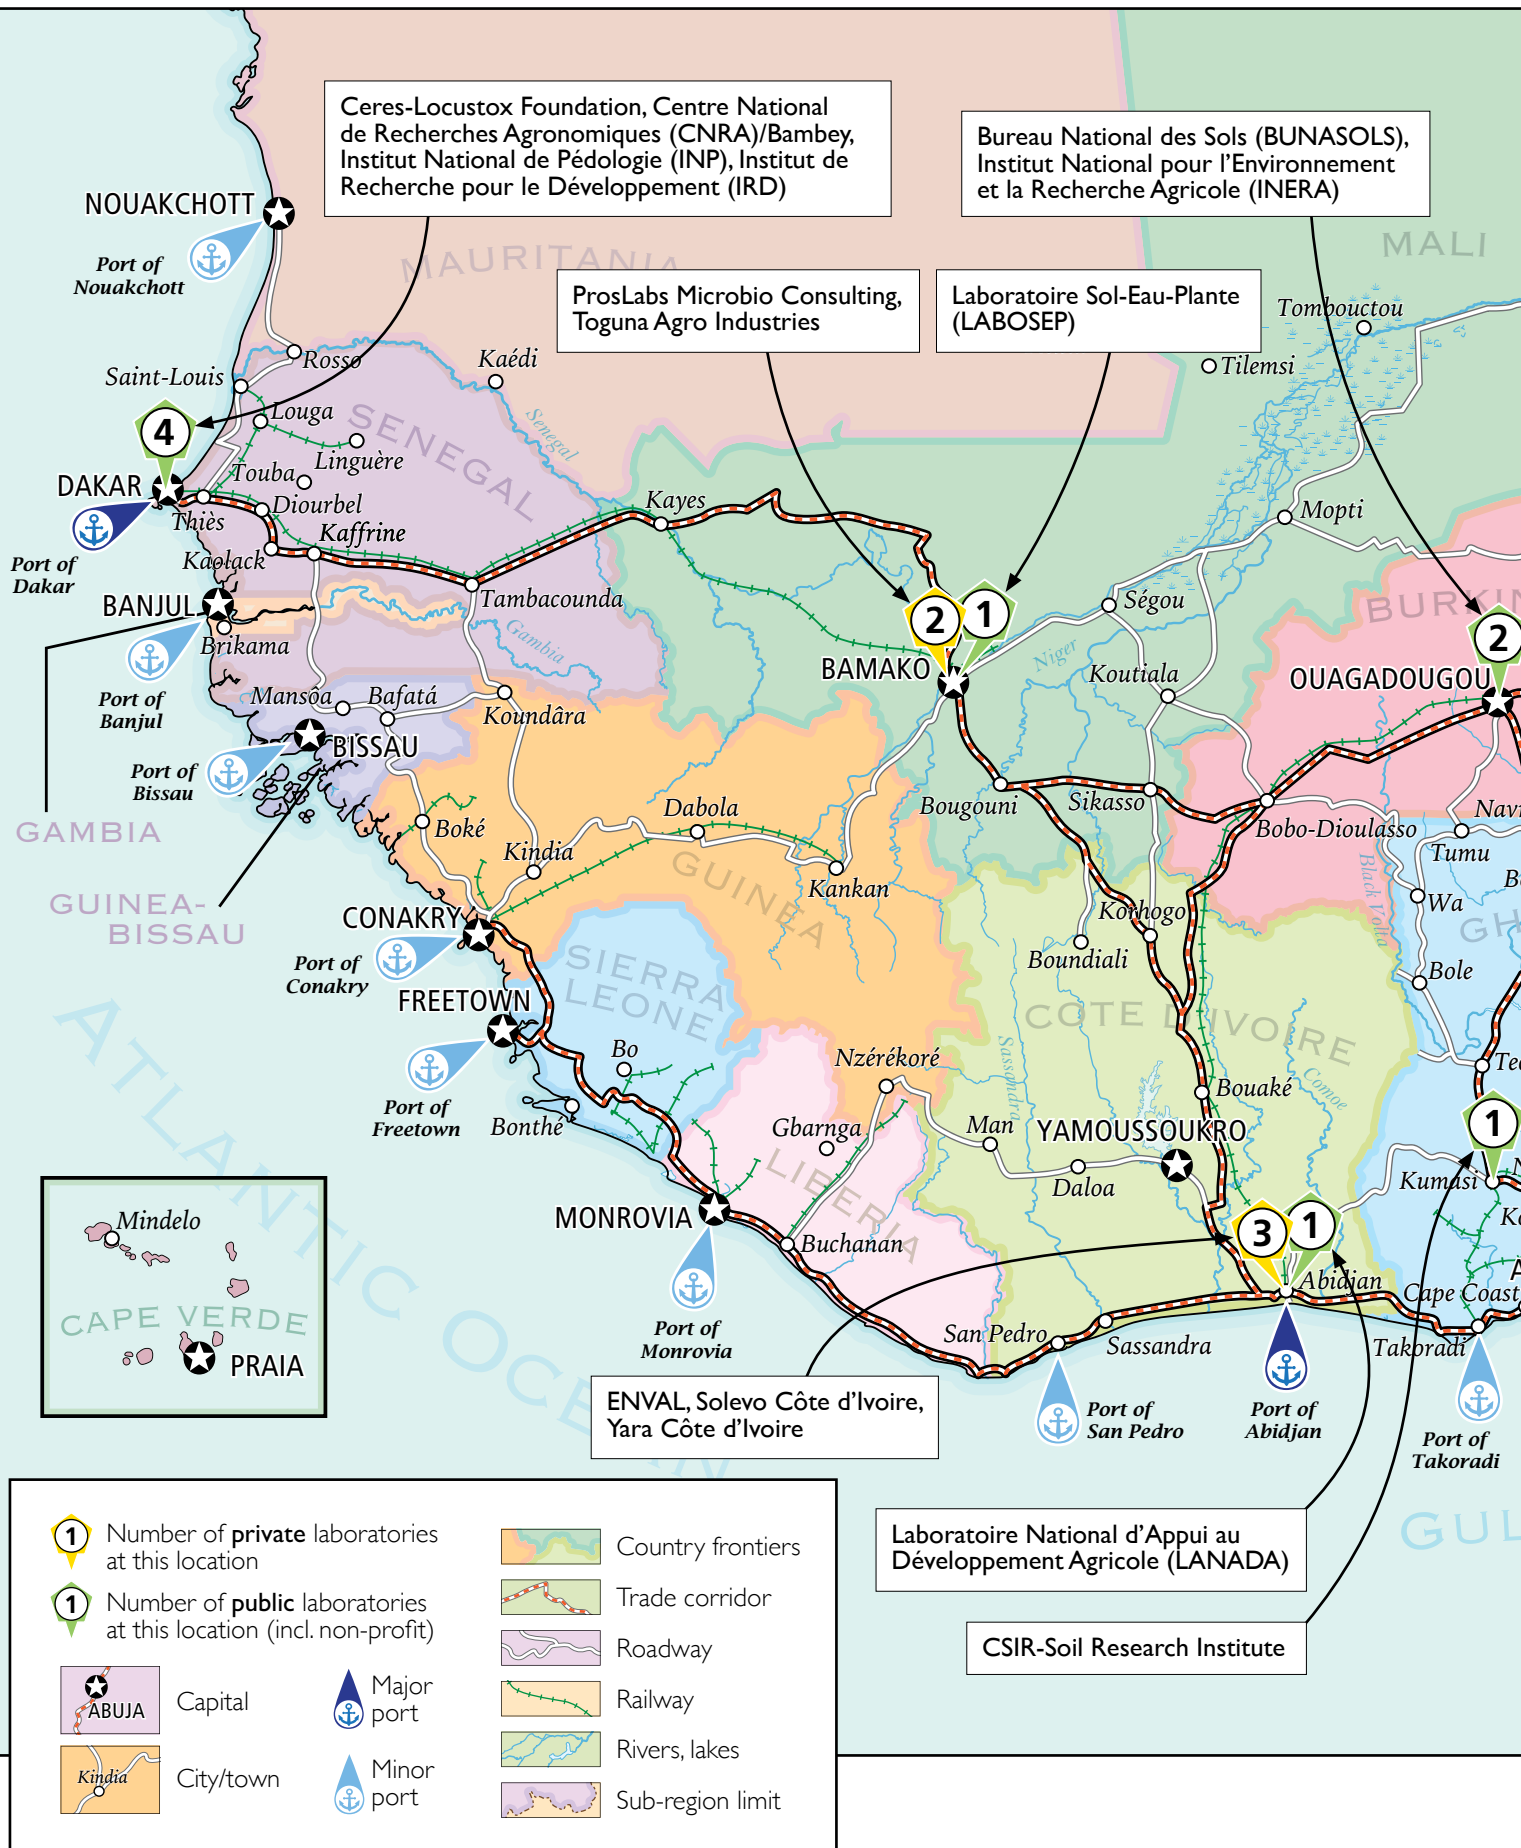 Ceres-Locustox Foundation, Centre National
de Recherches Agronomiques (CNRA)/Bambey,
Institut National de Pédologie (INP), Institut de
Recherche pour le Développement (IRD)
Bureau National des Sols (BUNASOLS),
Institut National pour l'Environnement
et la Recherche Agricole (INERA)
NOUAKCHOTT
Port of
Nouakchott
MAURITANIA
MALI
ProsLabs Microbio Consulting,
Toguna Agro Industries
Laboratoire Sol-Eau-Plante
(LABOSEP)
Tombouctou
Tilemsi
Rosso
Kaédi
Saint-Louis
Louga
SENEGAL
Senegal
4
Linguère
Touba
DAKAR
Diourbel
Thiès
Kayes
Mopti
Kaffrine
Kaolack
Port of
Dakar
BANJUL
Tambacounda
Ségou
BURKIN
2
1
2
Brikama
Gambia
Niger
BAMAKO
Koutiala
OUAGADOUGOU
Port of
Banjul
Mansôa
Bafatá
Koundâra
BISSAU
Port of
Bissau
GAMBIA
Boké
Dabola
Bougouni
Sikasso
Bobo-Dioulasso
Navr
Tumu
Kindia
GUINEA
Kankan
Black Volta
B
Wa
GUINEA-
BISSAU
CONAKRY
Korhogo
GH
Port of
Conakry
SIERRA
LEONE
Boundiali
Bole
FREETOWN
COTE D'IVOIRE
ATLANTIC OCEAN
Bo
Nzérékoré
Sassandra
Comoe
Tec
Port of
Freetown
Bonthé
Bouaké
Gbarnga
Man
YAMOUSSOUKRO
1
LIBERIA
Daloa
Kumasi
N
K
Mindelo
MONROVIA
Buchanan
3
1
Abidjan
A
Cape Coast
CAPE VERDE
PRAIA
Port of
Monrovia
San Pedro
Sassandra
Takoradi
ENVAL, Solevo Côte d'Ivoire,
Yara Côte d'Ivoire
Port of
San Pedro
Port of
Abidjan
Port of
Takoradi
GUL
Laboratoire National d'Appui au
Développement Agricole (LANADA)
CSIR-Soil Research Institute
1
Number of private laboratories
at this location
1
Number of public laboratories
at this location (incl. non-profit)
ABUJA
Capital
Kindia
City/town
Major
port
Minor
port
Country frontiers
Trade corridor
Roadway
Railway
Rivers, lakes
Sub-region limit